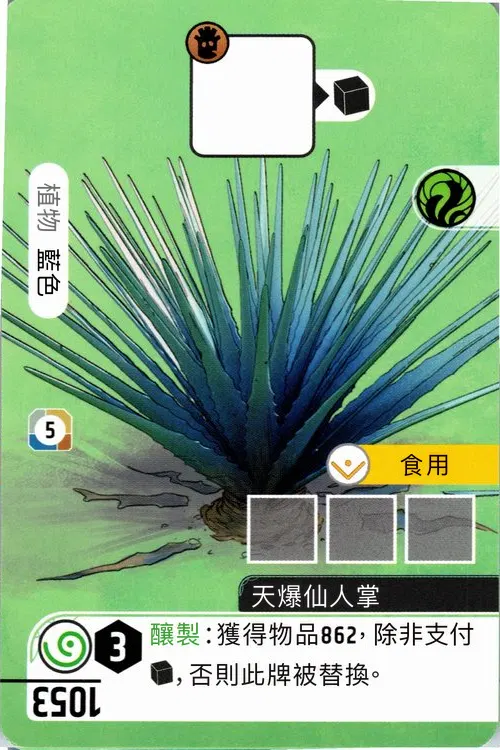 植物 藍色
5
食用
天爆仙人掌
3
釀製：獲得物品862，除非支付
，否則此牌被替換。
1053